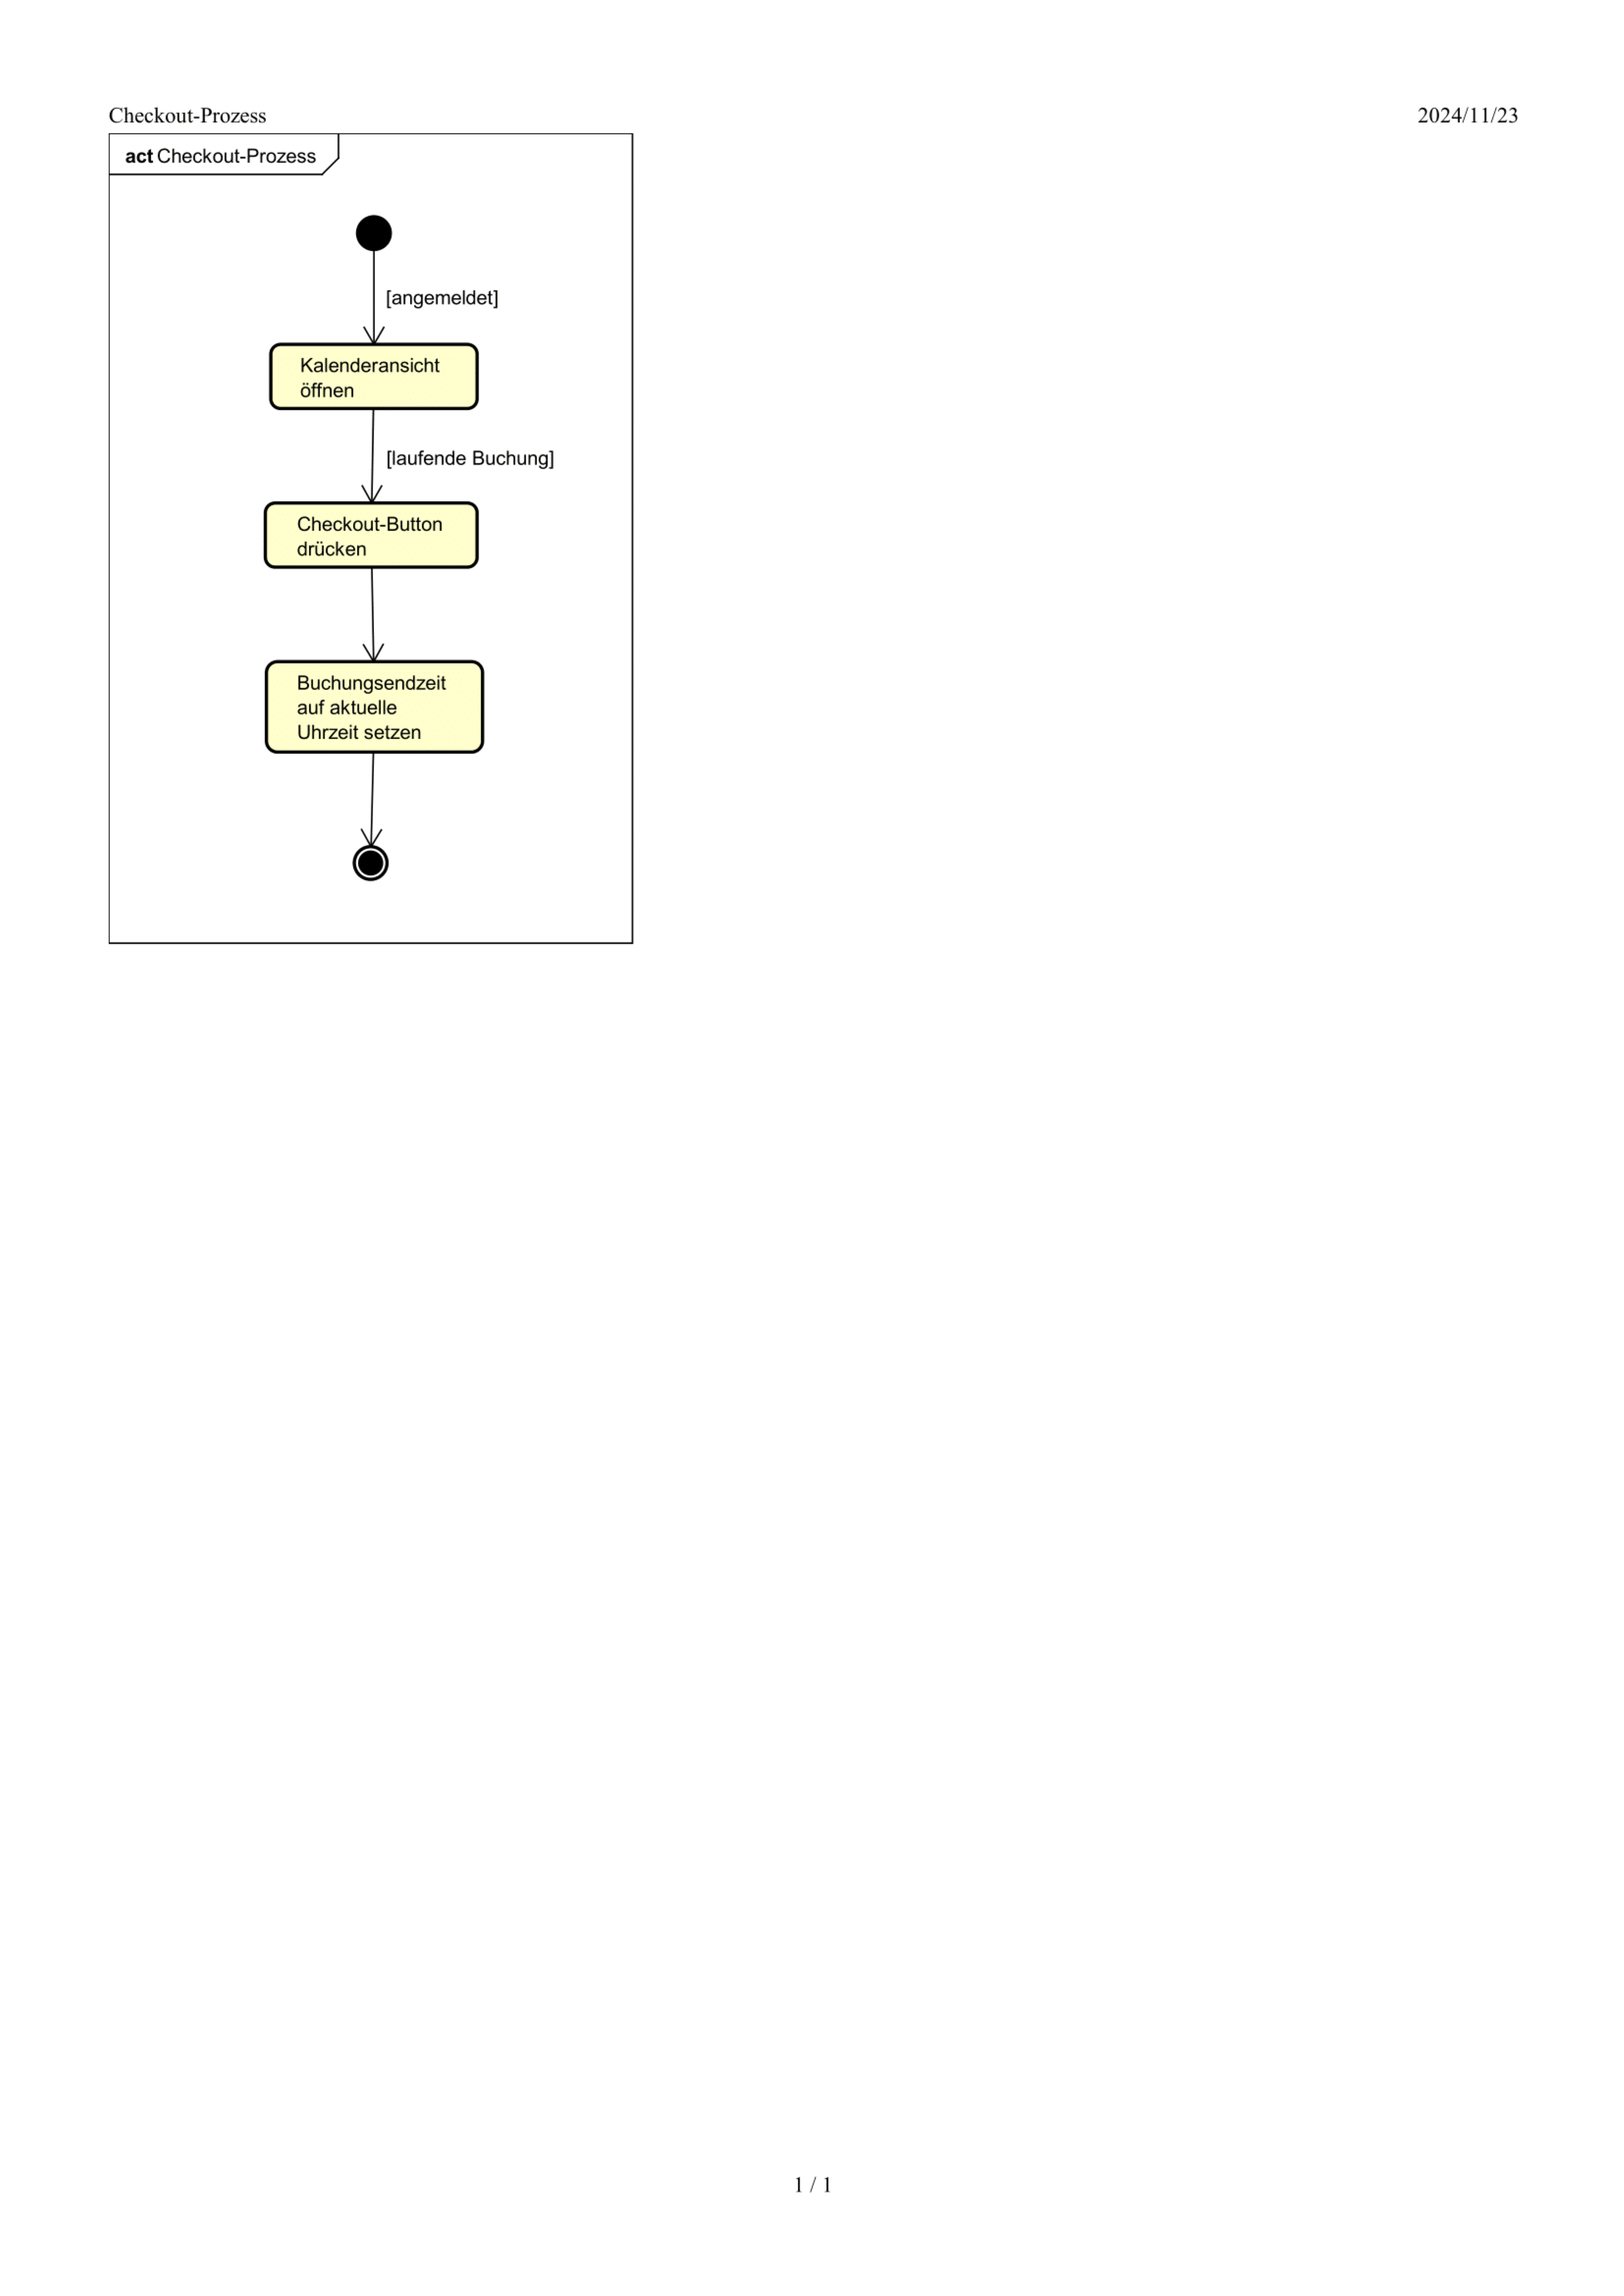 Checkout-Prozess
2024/11/23
act Checkout-Prozess
[angemeldet]
Kalenderansicht
öffnen
[laufende Buchung]
Checkout-Button
drücken
Buchungsendzeit
auf aktuelle
Uhrzeit setzen
1 / 1